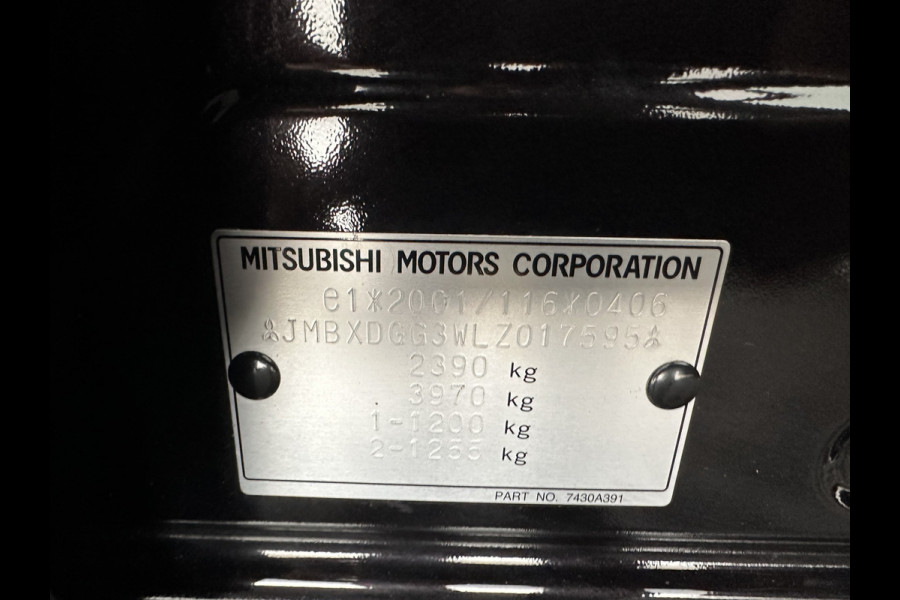 MITSUBISHI MOTORS CORPORATION
e1*2001/116*0406
JMBXDGG3WLZ017595
2390 kg
3970 kg
1-1200 kg
2-1255 kg
PART NO. 7430A391